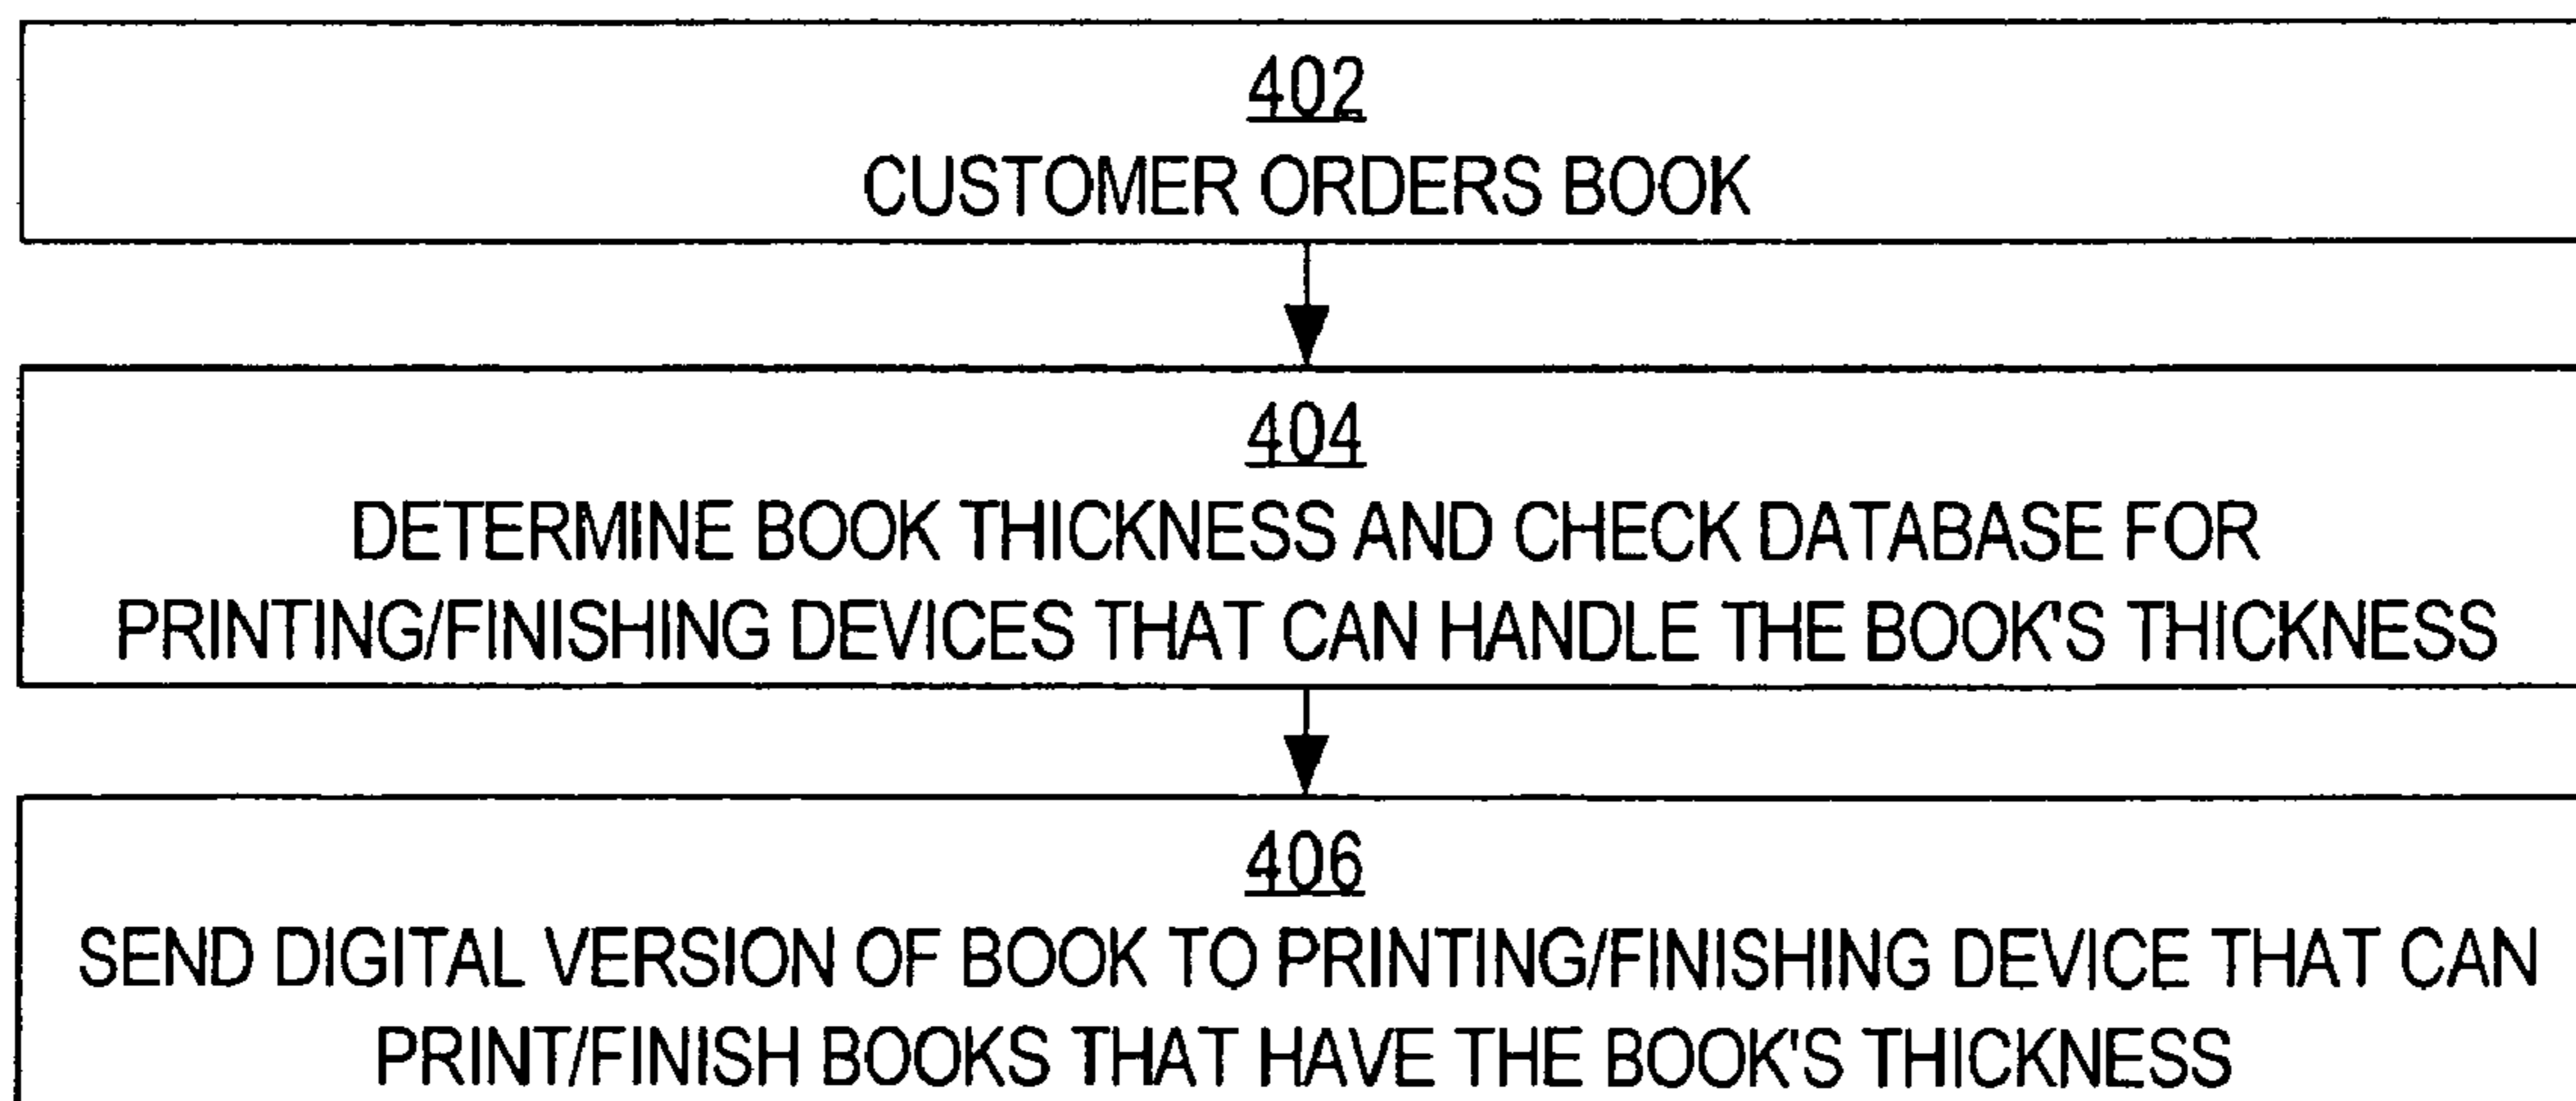 402
CUSTOMER ORDERS BOOK
404
DETERMINE BOOK THICKNESS AND CHECK DATABASE FOR
PRINTING/FINISHING DEVICES THAT CAN HANDLE THE BOOK'S THICKNESS
406
SEND DIGITAL VERSION OF BOOK TO PRINTING/FINISHING DEVICE THAT CAN
PRINT/FINISH BOOKS THAT HAVE THE BOOK'S THICKNESS